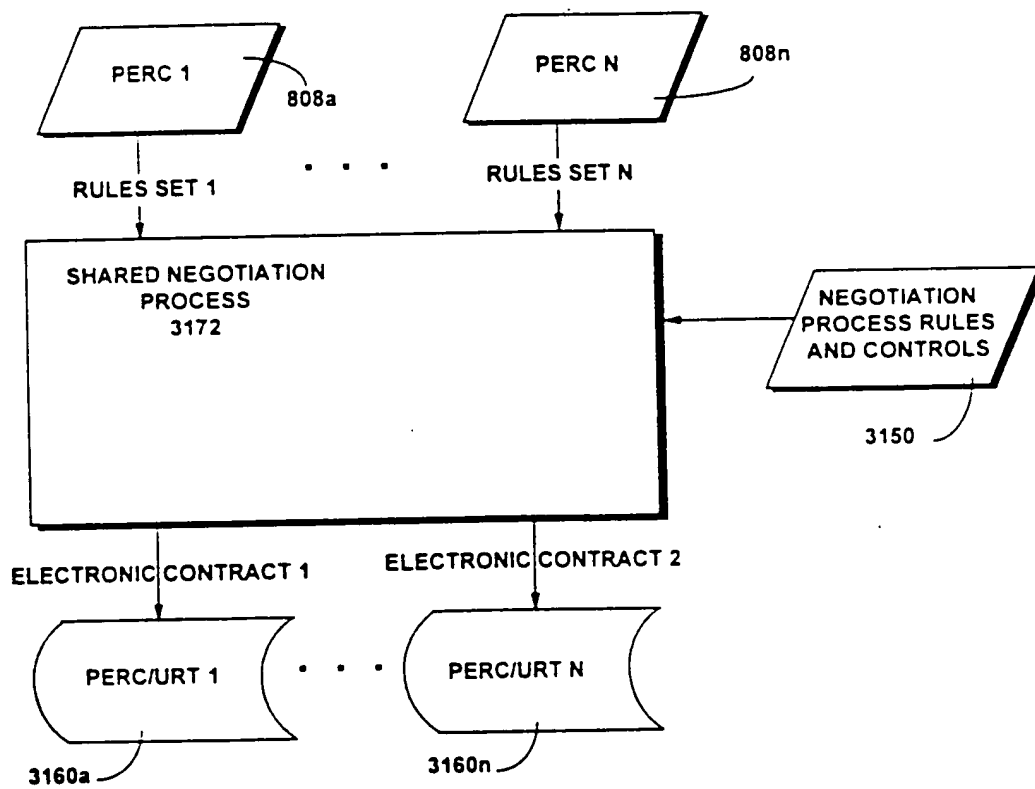 PERC 1
808a
PERC N
808n
RULES SET 1
RULES SET N
SHARED NEGOTIATION
PROCESS
3172
NEGOTIATION
PROCESS RULES
AND CONTROLS
3150
ELECTRONIC CONTRACT 1
ELECTRONIC CONTRACT 2
PERC/URT 1
PERC/URT N
3160a
3160n